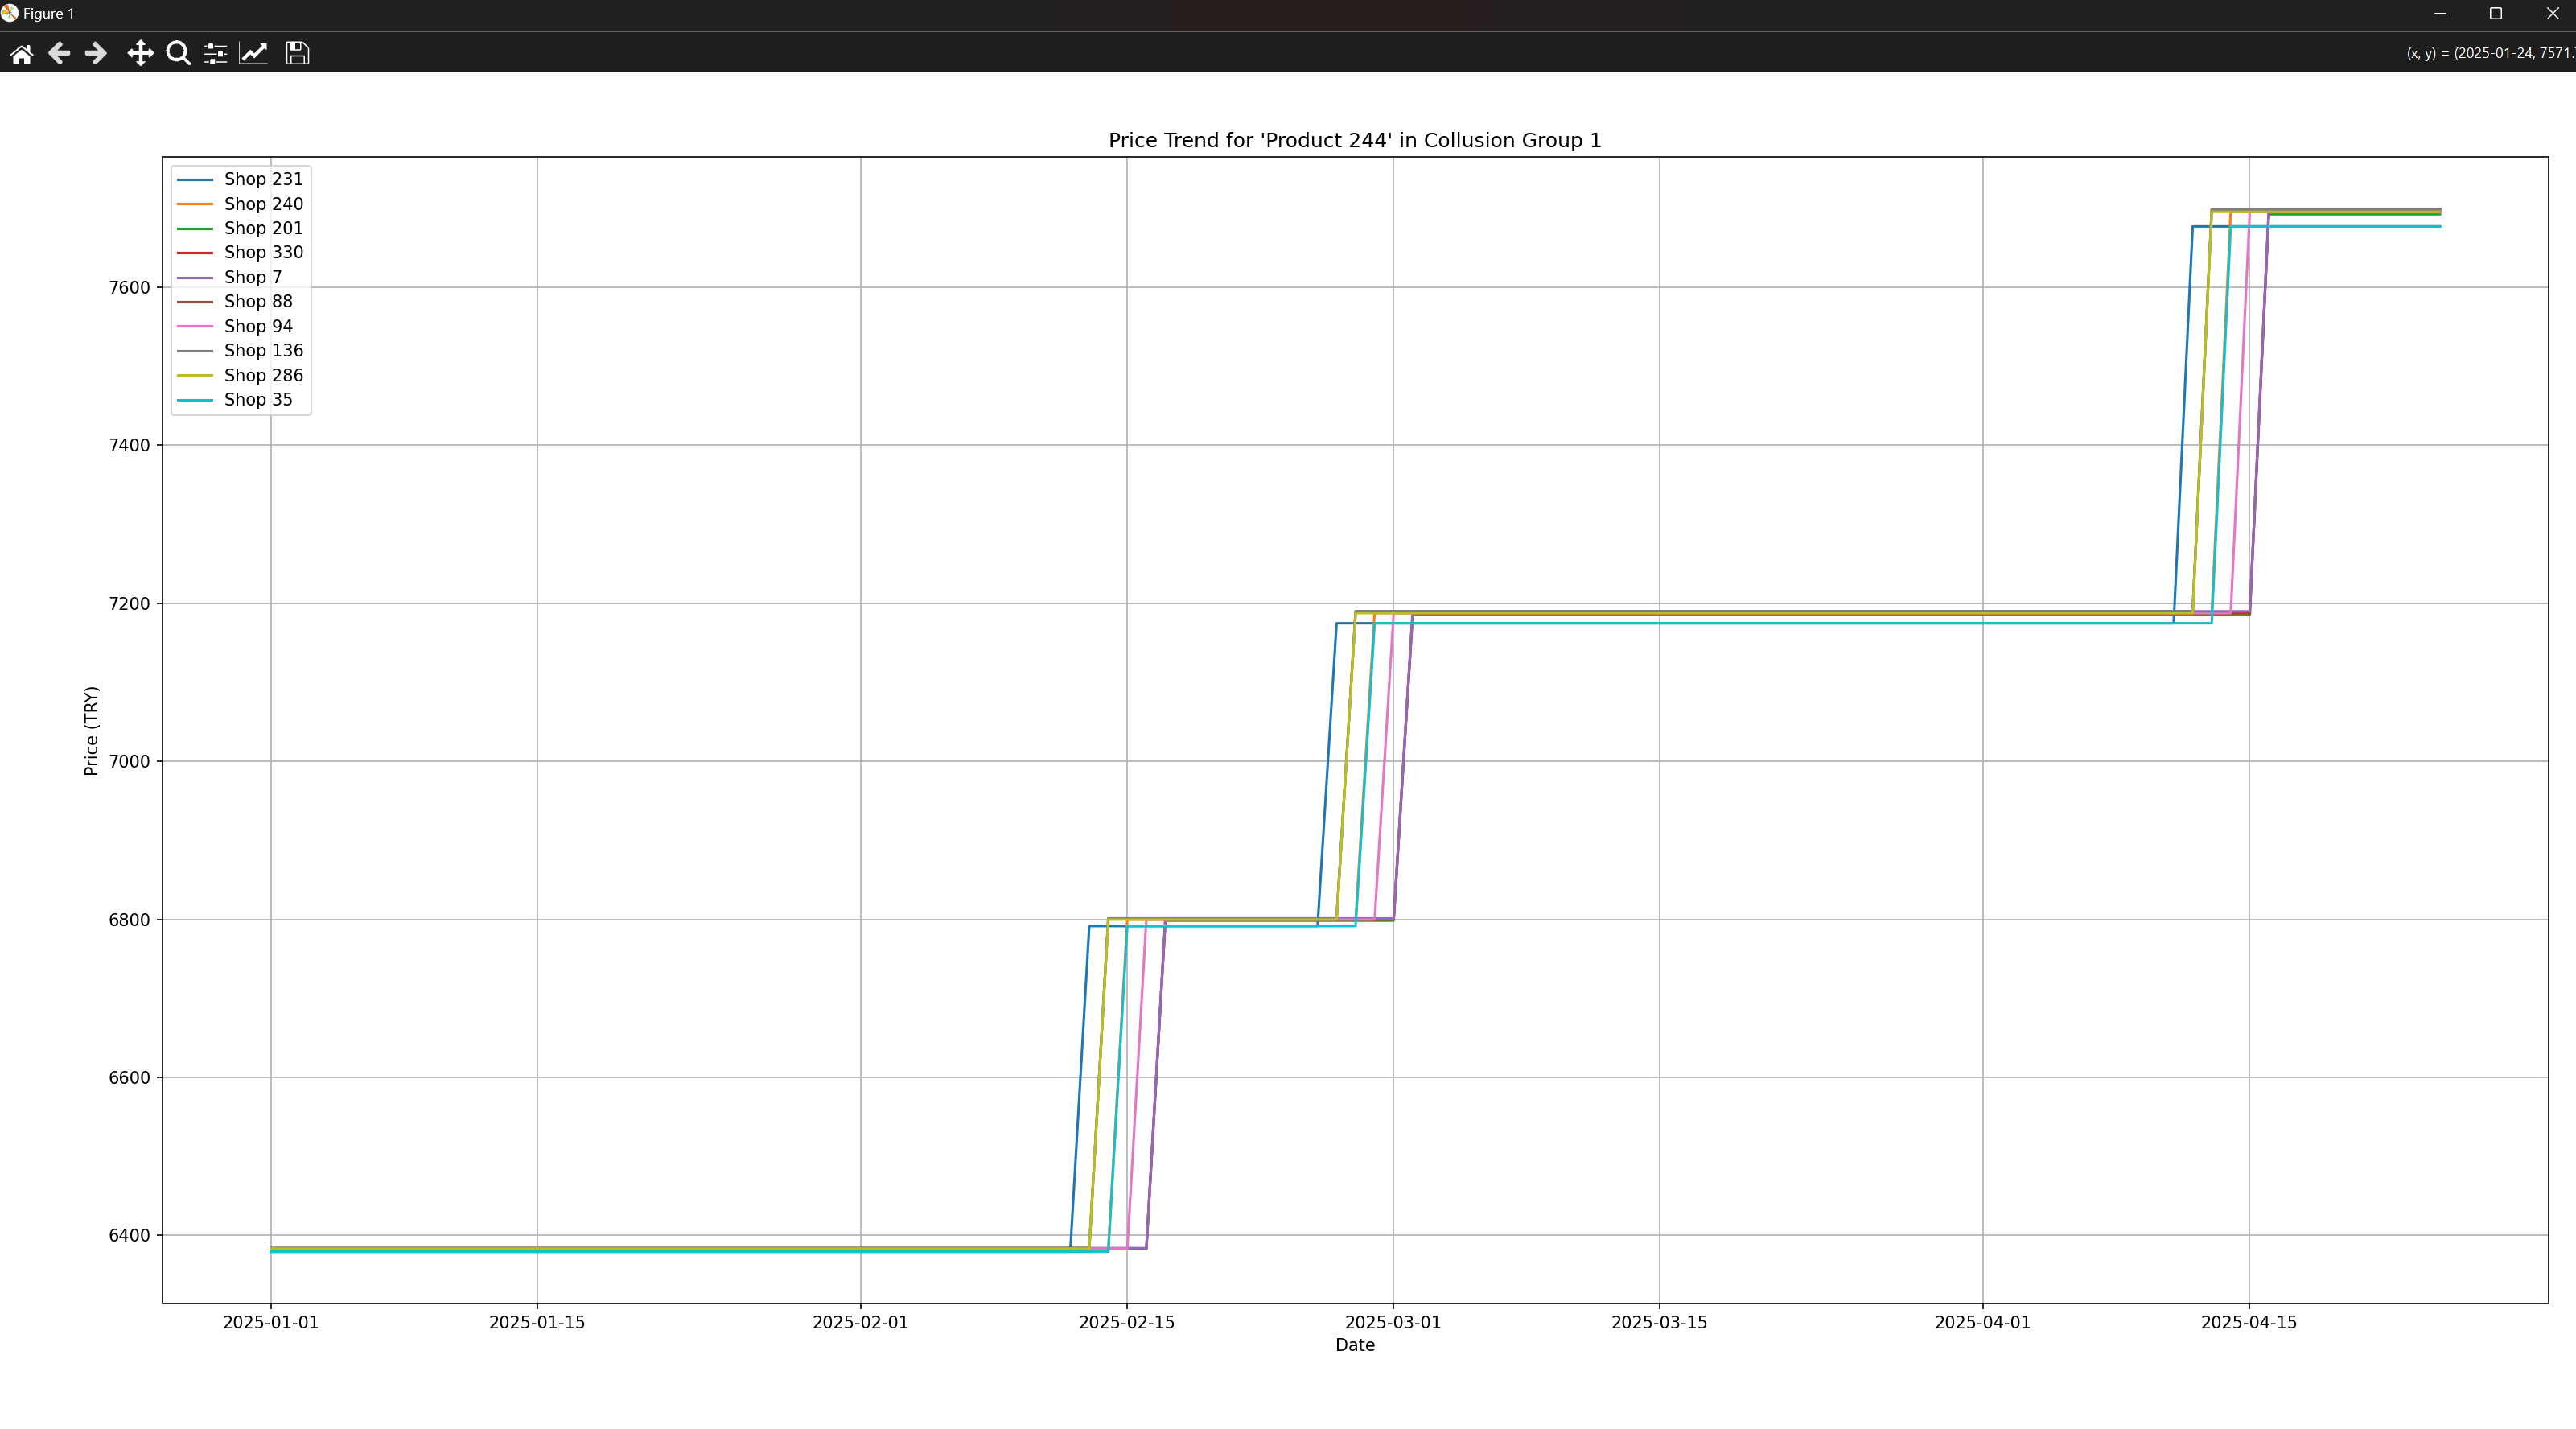 Figure 1
(x, y) = (2025-01-24, 7571.
Price Trend for 'Product 244' in Collusion Group 1
Shop 231
Shop 240
Shop 201
Shop 330
Shop 7
Shop 88
Shop 94
Shop 136
Shop 286
Shop 35
7600
7400
7200
7000
6800
6600
6400
Price (TRY)
2025-01-01
2025-01-15
2025-02-01
2025-02-15
2025-03-01
2025-03-15
2025-04-01
2025-04-15
Date